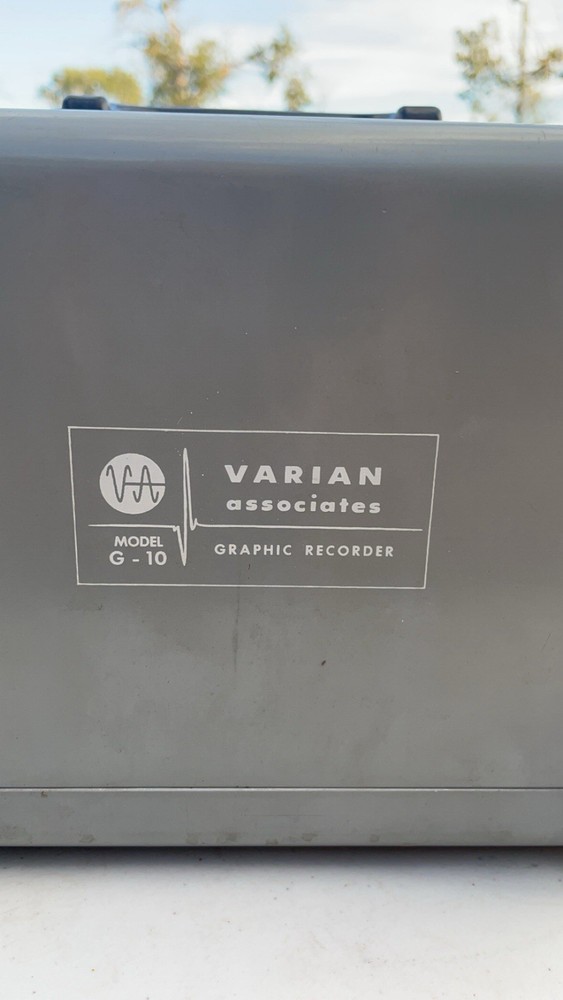 VA
VARIAN
associates
MODEL
G - 10
GRAPHIC RECORDER